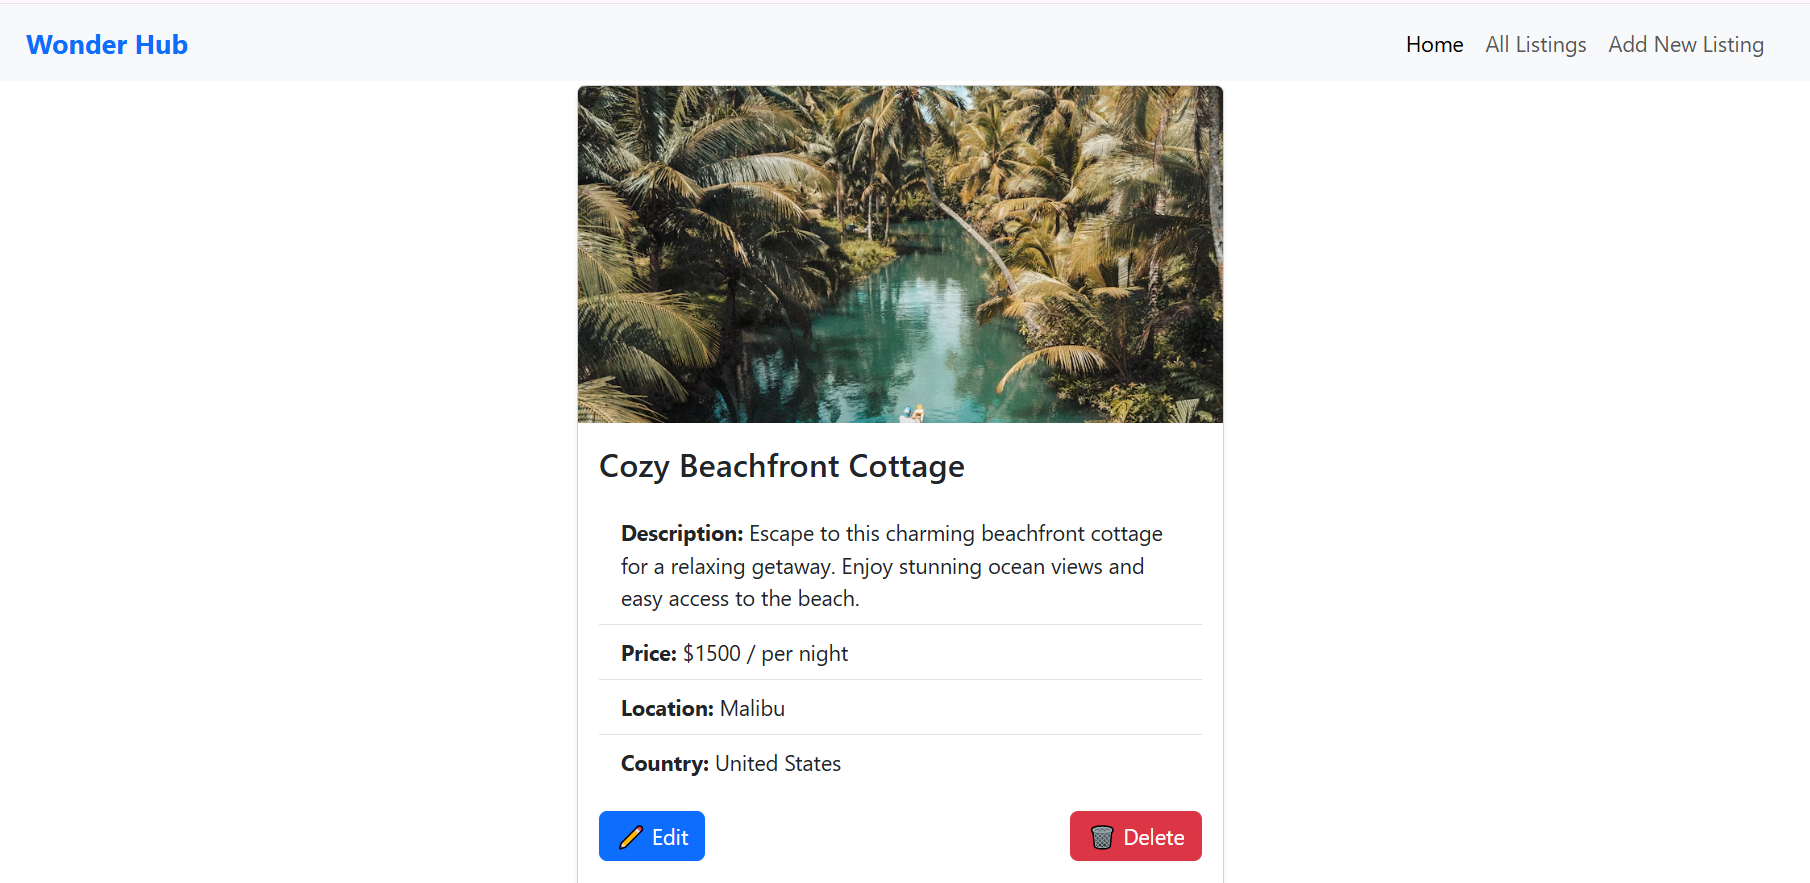 Wonder Hub
Home All Listings Add New Listing
Cozy Beachfront Cottage
Description: Escape to this charming beachfront cottage
for a relaxing getaway. Enjoy stunning ocean views and
easy access to the beach.
Price: $1500 / per night
Location: Malibu
Country: United States
Edit
Delete